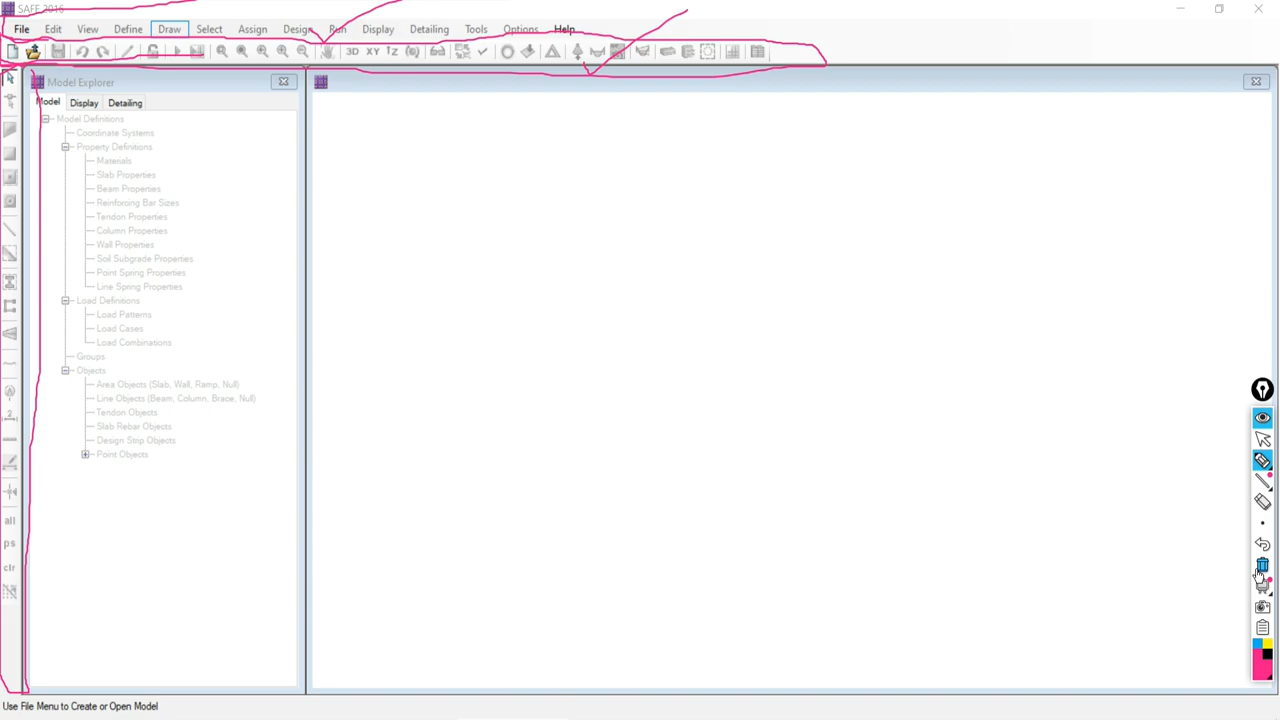 SAFE 2016
File Edit View Define Draw Select Assign Design Run Display Detailing Tools Options Help
3D XY
Model Explorer
Model Display Detailing
Model Definitions
Coordinate Systems
Property Definitions
Materials
Slab Properties
Beam Properties
Reinforcing Bar Sizes
Tendon Properties
Column Properties
Wall Properties
Soil Subgrade Properties
Point Spring Properties
Line Spring Properties
Load Definitions
Load Patterns
Load Cases
Load Combinations
Groups
Objects
Area Objects (Slab, Wall, Ramp, Null)
Line Objects (Beam, Column, Brace, Null)
Tendon Objects
Slab Rebar Objects
Design Strip Objects
Point Objects
2
all
ps
clr
Use File Menu to Create or Open Model